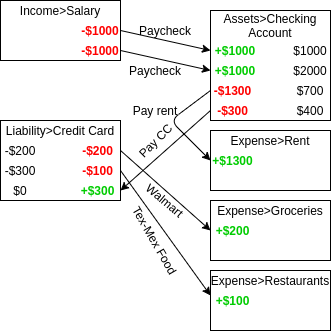 Income>Salary
-$1000
-$1000
Paycheck
Paycheck
Assets>Checking
Account
+$1000 $1000
+$1000 $2000
-$1300 $700
-$300 $400
Pay rent
Pay CC
Liability>Credit Card
-$200 -$200
-$300 -$100
$0 +$300
Walmart
Tex-Mex Food
Expense>Rent
+$1300
Expense>Groceries
+$200
Expense>Restaurants
+$100